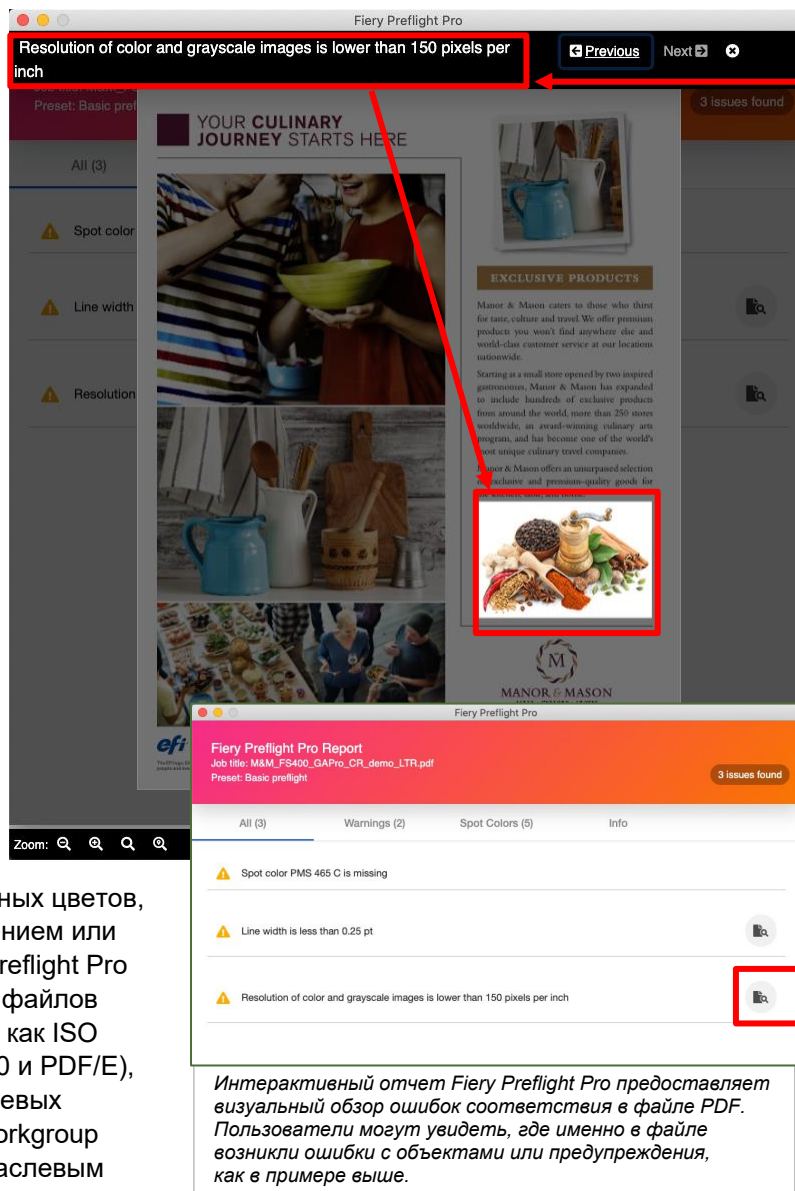 Fiery Preflight Pro
Resolution of color and grayscale images is lower than 150 pixels per
inch
Previous
Next
Preset: Basic pref
3 issues found
All (3)
Spot color
Line width
Resolution
YOUR CULINARY
JOURNEY STARTS HERE
EXCLUSIVE PRODUCTS
Manor & Mason caters to those who thirst
for taste, culture and travel. We offer premium
products you won't find anywhere else and
world-class customer service at our locations
nationwide.
Starting as a small store opened by two inspired
gastronomes, Manor & Mason has expanded
to include hundreds of exclusive products
from around the world, more than 250 stores
worldwide, an award-winning culinary arts
program, and has become one of the world's
most unique culinary travel companies.
Manor & Mason offers an unsurpassed selection
of exclusive and premium-quality goods for
M
MANOR & MASON
efi
Zoom:
Fiery Preflight Pro
Fiery Preflight Pro Report
Job title: M&M_FS400_GAPro_CR_demo_LTR.pdf
Preset: Basic preflight
3 issues found
All (3)
Warnings (2)
Spot Colors (5)
Info
Spot color PMS 465 C is missing
Line width is less than 0.25 pt
Resolution of color and grayscale images is lower than 150 pixels per inch
ных цветов,
нием или
reflight Pro
файлов
как ISO
0 и PDF/E),
евых
orkgroup
аслевым
Интерактивный отчет Fiery Preflight Pro предоставляет
визуальный обзор ошибок соответствия в файле PDF.
Пользователи могут увидеть, где именно в файле
возникли ошибки с объектами или предупреждения,
как в примере выше.